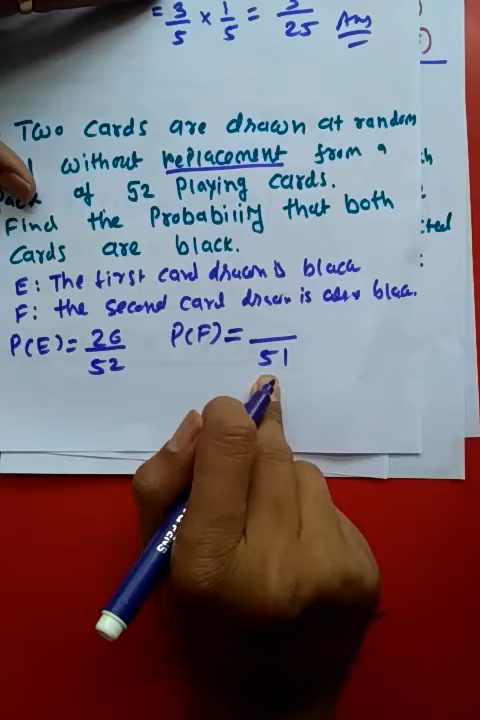 = 3/5 × 1/5 = 3/25 Ans
Two cards are drawn at random
without replacement from a
of 52 Playing cards.
Find the Probability that both
cards are black.
E: The first card drawn is black
F: the second card drawn is also blac.
P(E) = 26/52 P(F) = /51
PENS